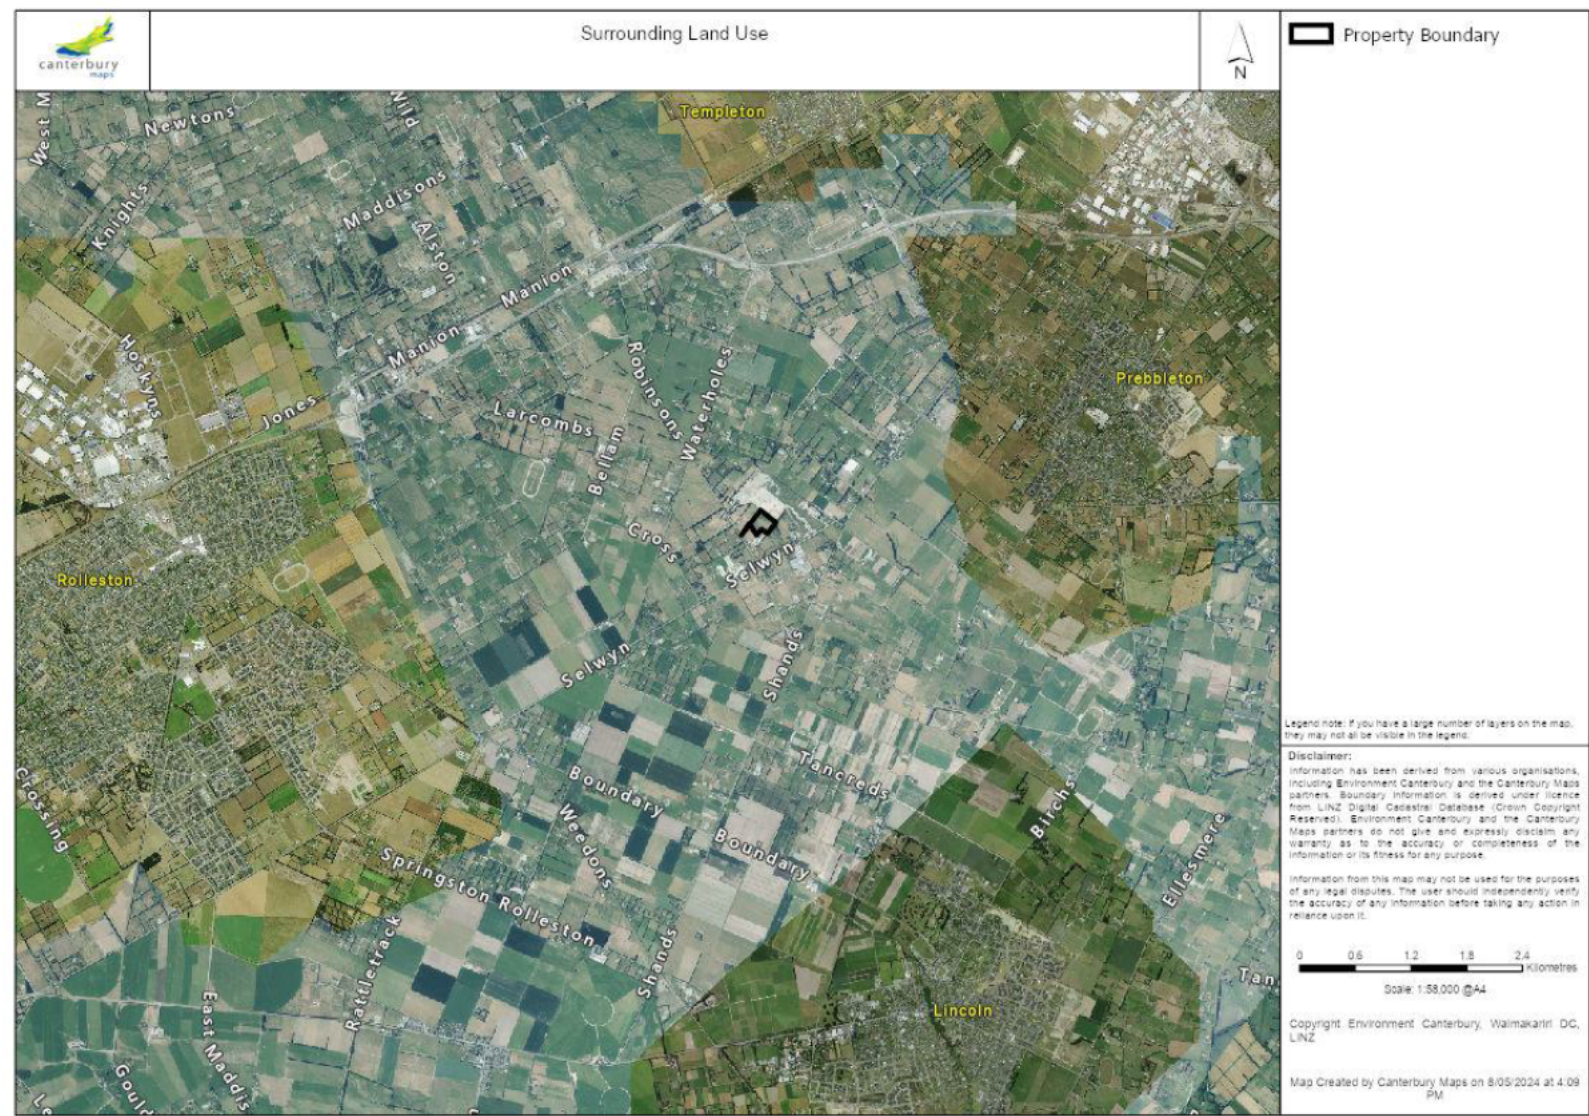 canterbury
maps
Surrounding Land Use
N
Property Boundary
West M
Newtons
Wild
Templeton
Knights
Maddisons
Alston
Manion
Manion
Hoskyns
Jones
Robinsons
Waterholes
Prebbleton
Larcombs
Bellam
Cross
Selwyn
Rolleston
Selwyn
Shands
Tancreds
Boundary
Boundary
Birchs
Weedons
Crossing
Springston Rolleston
Ellesmere
Rattletrack
Shands
Tan
East Maddis
Lincoln
Gould
Le
Legend note: If you have a large number of layers on the map,
they may not all be visible in the legend.
Disclaimer:
Information has been derived from various organisations,
including Environment Canterbury and the Canterbury Maps
partners. Boundary information is derived under licence
from LINZ Digital Cadastral Database (Crown Copyright
Reserved). Environment Canterbury and the Canterbury
Maps partners do not give and expressly disclaim any
warranty as to the accuracy or completeness of the
information or its fitness for any purpose.
Information from this map may not be used for the purposes
of any legal disputes. The user should independently verify
the accuracy of any information before taking any action in
reliance upon it.
0 0.6 1.2 1.8 2.4
Kilometres
Scale: 1:58,000 @A4
Copyright Environment Canterbury, Waimakariri DC,
LINZ
Map Created by Canterbury Maps on 8/05/2024 at 4:09
PM